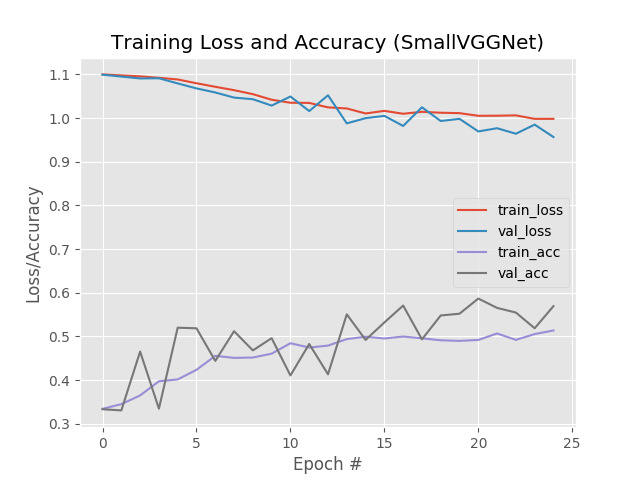 Training Loss and Accuracy (SmallVGGNet)
1.1
1.0
0.9
0.8
0.7
0.6
0.5
0.4
0.3
Loss/Accuracy
train_loss
val_loss
train_acc
val_acc
0 5 10 15 20 25
Epoch #